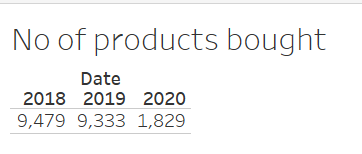 No of products bought
Date
2018 2019 2020
9,479 9,333 1,829